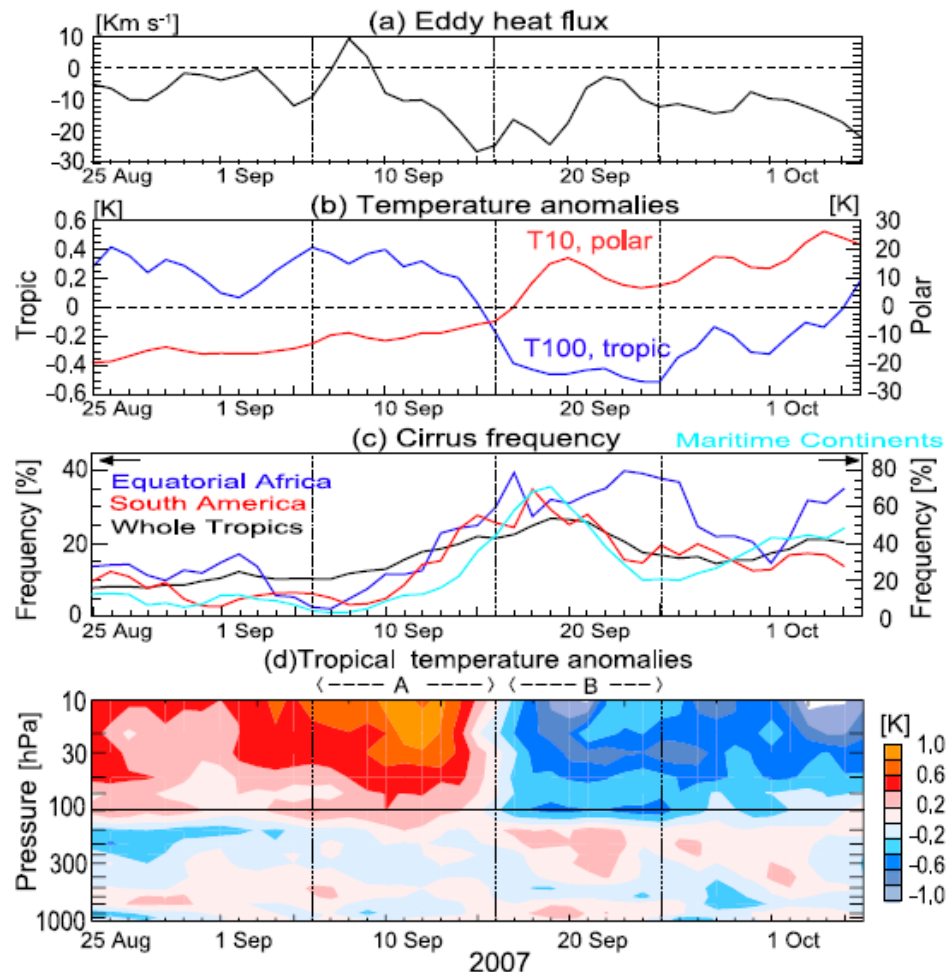 (a) Eddy heat flux
[Km s⁻¹]
10
0
-10
-20
-30
25 Aug 1 Sep 10 Sep 20 Sep 1 Oct
[K] (b) Temperature anomalies [K]
0.6 30
0.4 20
0.2 10
0 0
-0.2 -10
-0.4 -20
-0.6 -30
Tropic
Polar
T10, polar
T100, tropic
25 Aug 1 Sep 10 Sep 20 Sep 1 Oct
(c) Cirrus frequency Maritime Continents
Equatorial Africa
South America
Whole Tropics
Frequency [%]
40
20
0
80
60
40
20
0
Frequency [%]
25 Aug 1 Sep 10 Sep 20 Sep 1 Oct
(d)Tropical temperature anomalies
A B
Pressure [hPa]
10
30
100
300
1000
[K]
1.0
0.6
0.2
-0.2
-0.6
-1.0
25 Aug 1 Sep 10 Sep 20 Sep 1 Oct
2007